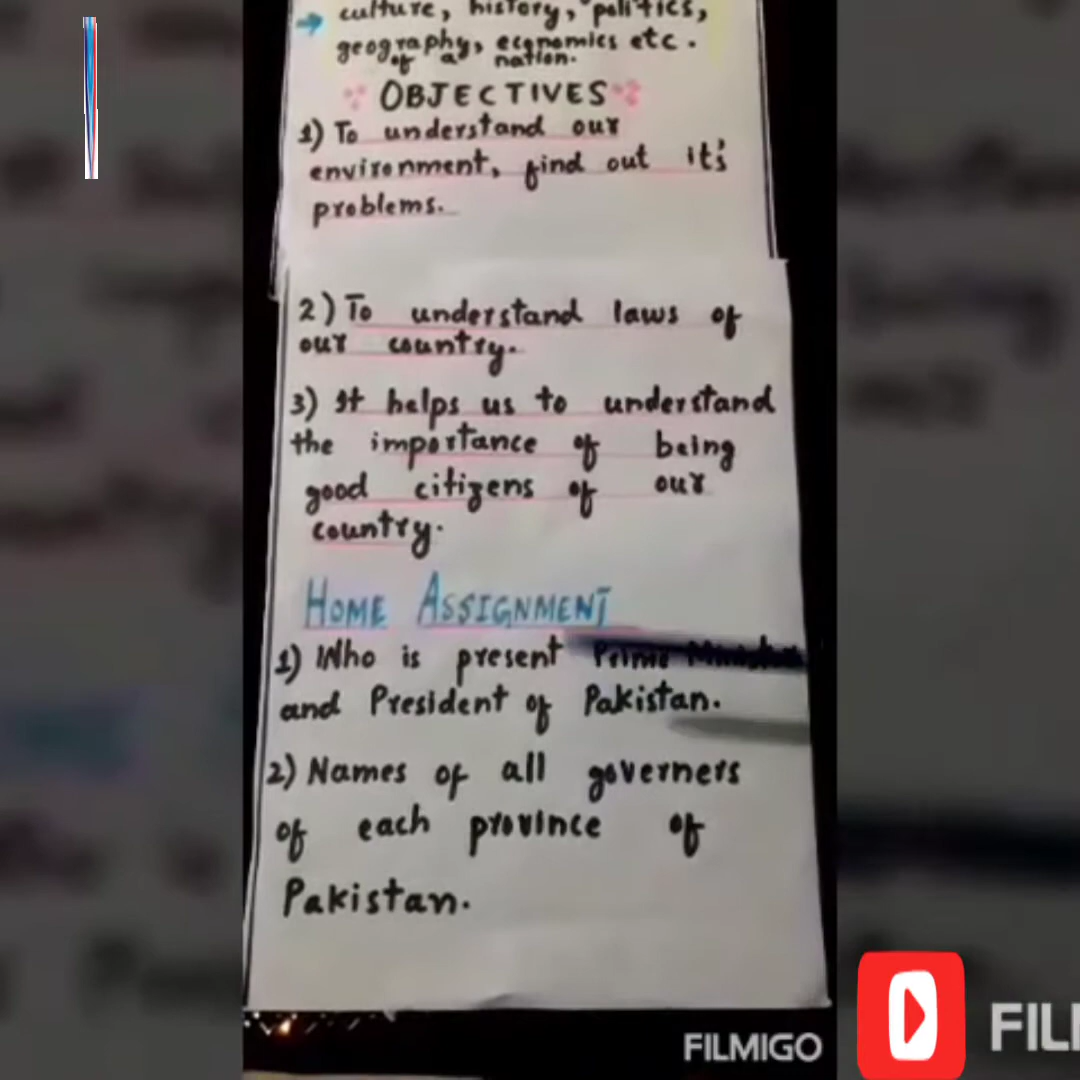 culture, history, politics,
geography, economics etc.
of a nation.
OBJECTIVES
1) To understand our
environment, find out it's
problems.
2) To understand laws of
our country.
3) It helps us to understand
the importance of being
good citizens of our
country.
HOME ASSIGNMENT
1) Who is present Prime Minister
and President of Pakistan.
2) Names of all governers
of each province of
Pakistan.
FILMIGO
FIL